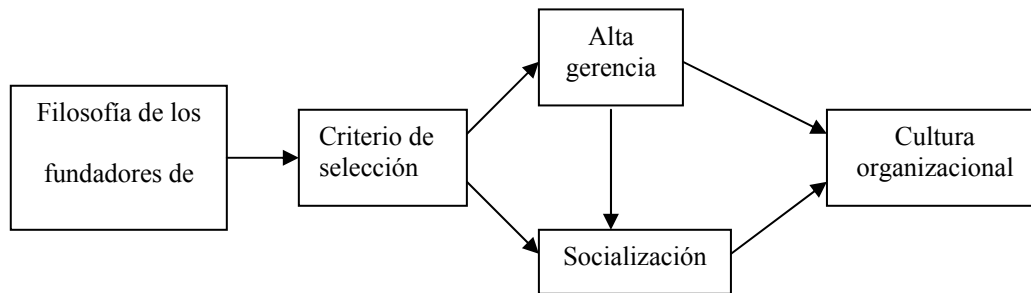 Filosofía de los
fundadores de
Criterio de
selección
Alta
gerencia
Socialización
Cultura
organizacional